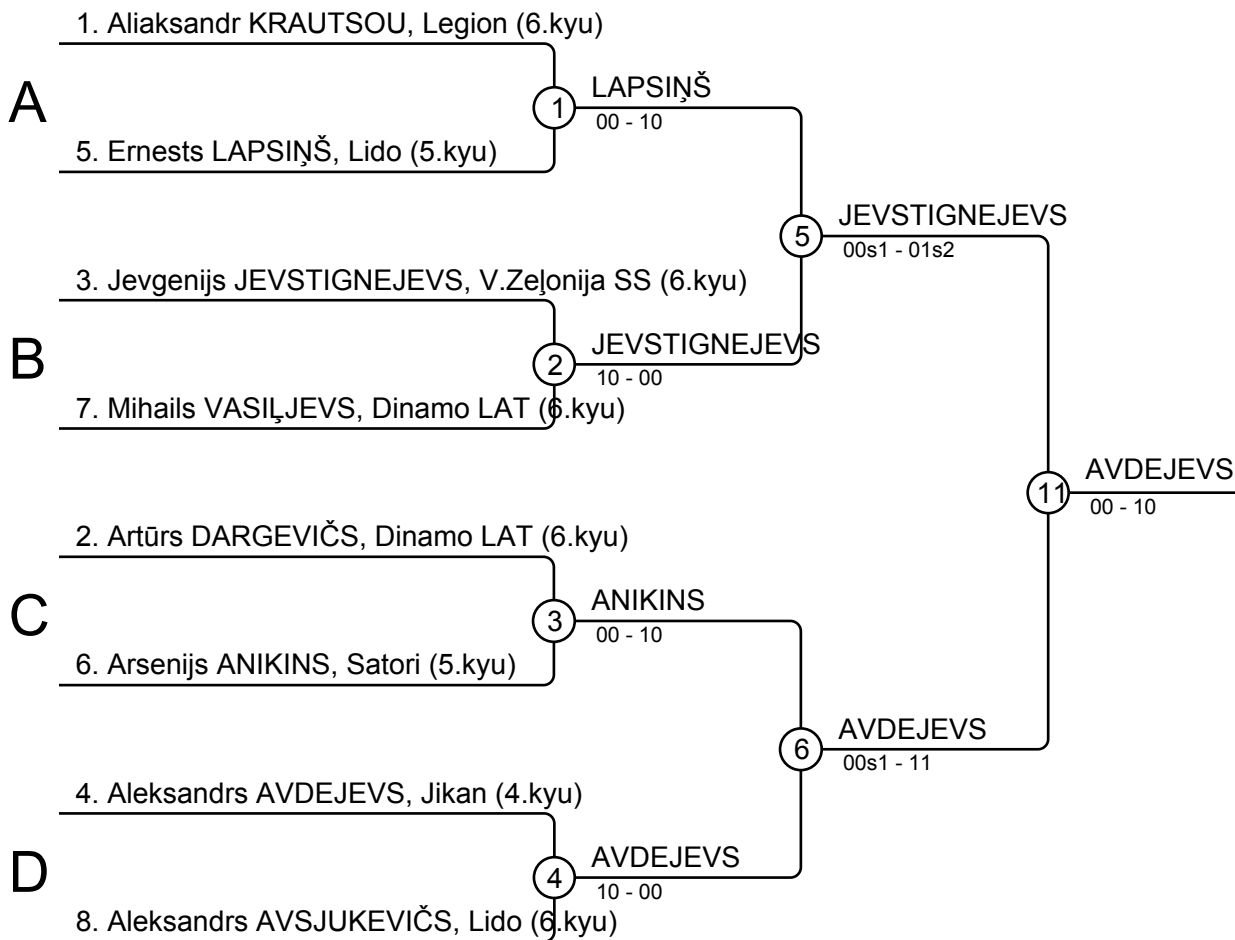 1. Aliaksandr KRAUTSOU, Legion (6.kyu)
A
1
LAPSIŅŠ
00 - 10
5. Ernests LAPSIŅŠ, Lido (5.kyu)
5
JEVSTIGNEJEVS
00s1 - 01s2
3. Jevgenijs JEVSTIGNEJEVS, V.Zeļonija SS (6.kyu)
B
2
JEVSTIGNEJEVS
10 - 00
7. Mihails VASIĻJEVS, Dinamo LAT (6.kyu)
11
AVDEJEVS
00 - 10
2. Artūrs DARGEVIČS, Dinamo LAT (6.kyu)
C
3
ANIKINS
00 - 10
6. Arsenijs ANIKINS, Satori (5.kyu)
6
AVDEJEVS
00s1 - 11
4. Aleksandrs AVDEJEVS, Jikan (4.kyu)
D
4
AVDEJEVS
10 - 00
8. Aleksandrs AVSJUKEVIČS, Lido (6.kyu)